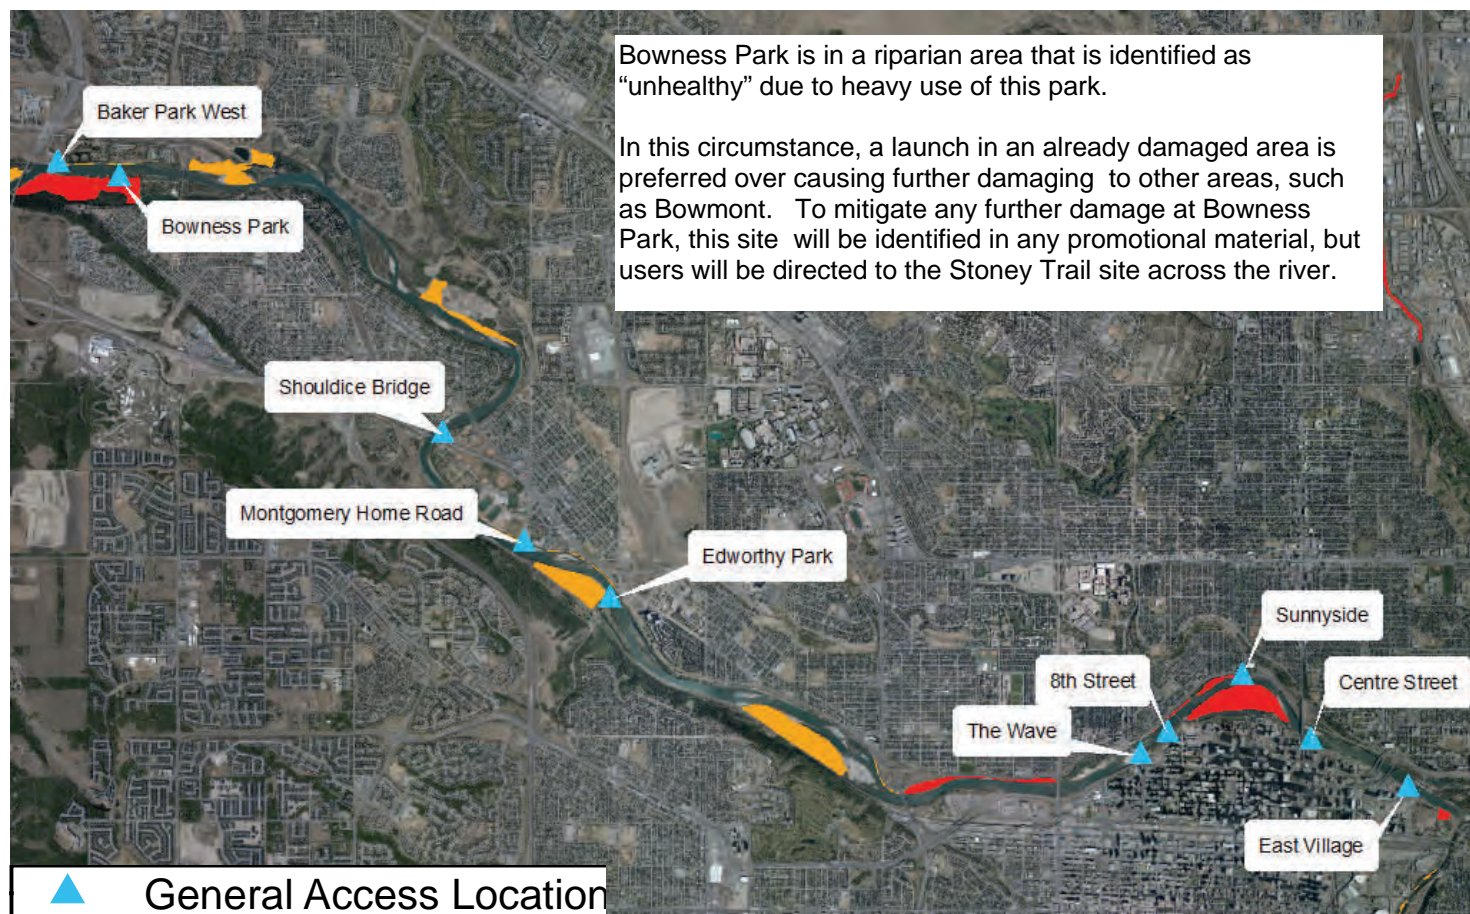 Bowness Park is in a riparian area that is identified as
“unhealthy” due to heavy use of this park.
In this circumstance, a launch in an already damaged area is
preferred over causing further damaging  to other areas, such
as Bowmont.   To mitigate any further damage at Bowness
Park, this site  will be identified in any promotional material, but
users will be directed to the Stoney Trail site across the river.
Baker Park West
Bowness Park
Shouldice Bridge
Montgomery Home Road
Edworthy Park
Sunnyside
8th Street
Centre Street
The Wave
East Village
General Access Location